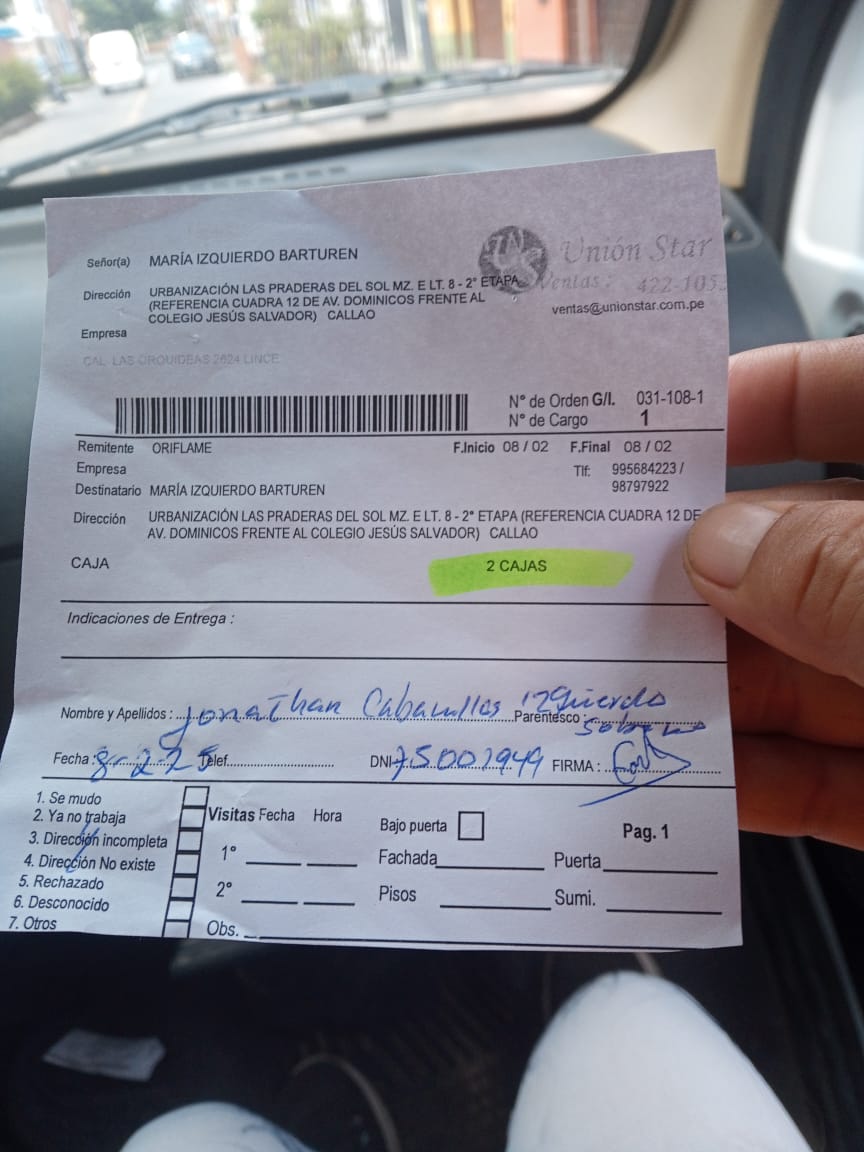 Señor(a) MARÍA IZQUIERDO BARTUREN
Unión Star
Dirección URBANIZACIÓN LAS PRADERAS DEL SOL MZ. E LT. 8 - 2° ETAPA
Ventas: 422-105
(REFERENCIA CUADRA 12 DE AV. DOMINICOS FRENTE AL
ventas@unionstar.com.pe
COLEGIO JESÚS SALVADOR) CALLAO
Empresa
CAL. LAS ORQUIDEAS 2624 LINCE
N° de Orden G/I. 031-108-1
N° de Cargo 1
Remitente ORIFLAME F.Inicio 08 / 02 F.Final 08 / 02
Empresa Tlf: 995684223 /
98797922
Destinatario MARÍA IZQUIERDO BARTUREN
Dirección URBANIZACIÓN LAS PRADERAS DEL SOL MZ. E LT. 8 - 2° ETAPA (REFERENCIA CUADRA 12 DE
AV. DOMINICOS FRENTE AL COLEGIO JESÚS SALVADOR) CALLAO
CAJA 2 CAJAS
Indicaciones de Entrega :
Nombre y Apellidos : Jonathan Cabanillas Izquierdo Parentesco : Sobrino
Fecha : 8-2-25 Telef. DNI 75001949 FIRMA :
1. Se mudo
2. Ya no trabaja
3. Dirección incompleta
4. Dirección No existe
5. Rechazado
6. Desconocido
7. Otros
Visitas Fecha Hora
1°
2°
Obs.
Bajo puerta
Pag. 1
Fachada Puerta
Pisos Sumi.